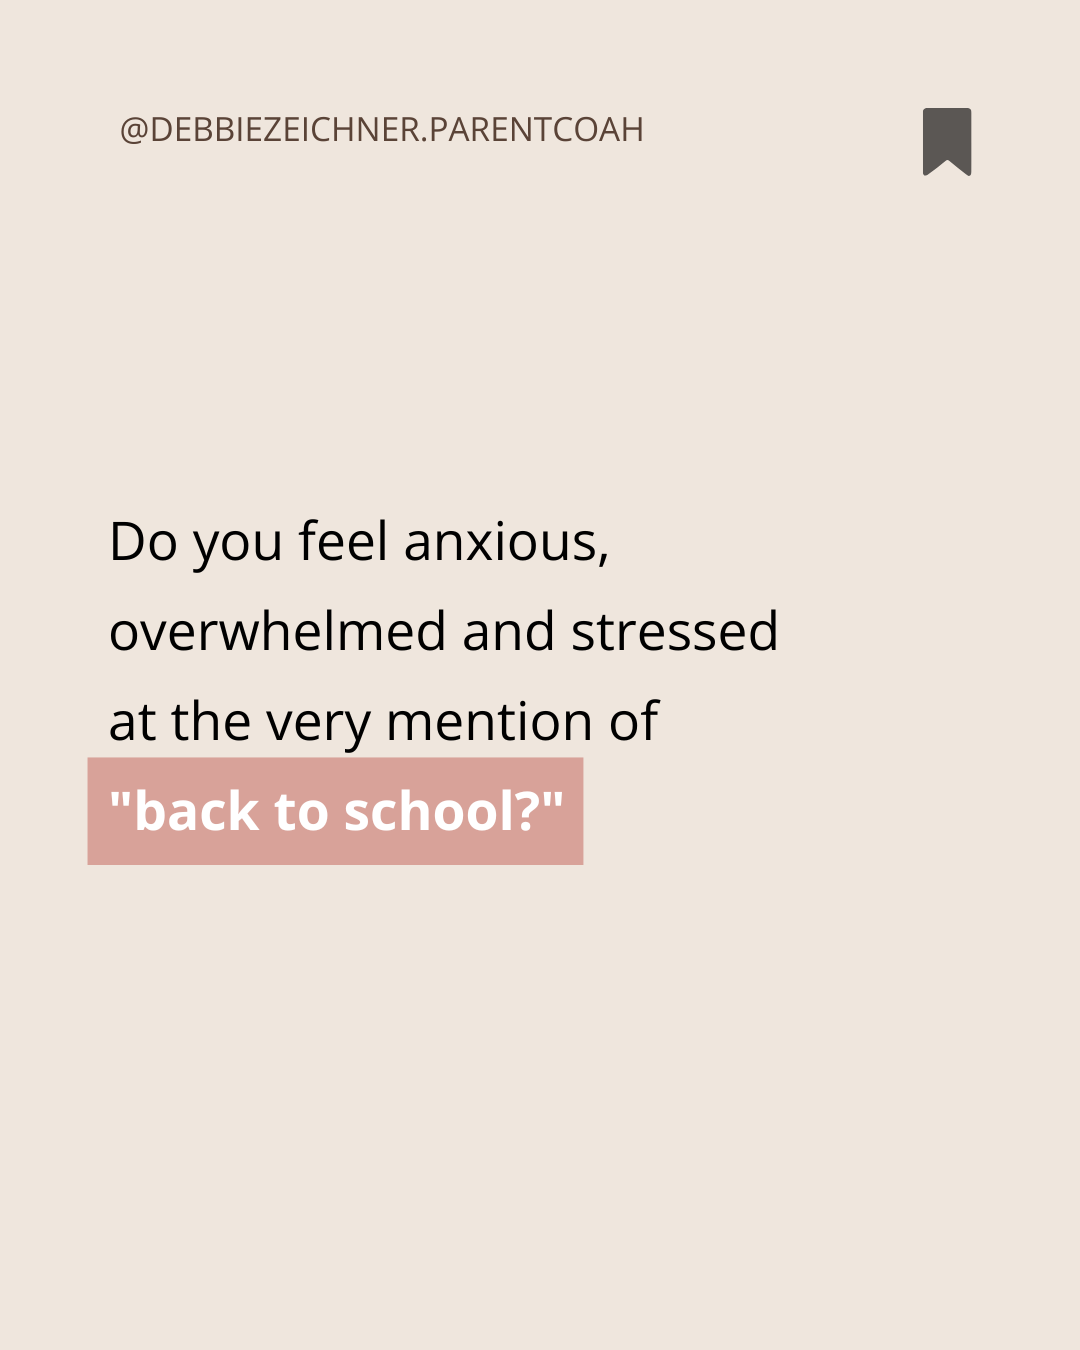 @DEBBIEZEICHNER.PARENTCOAH
Do you feel anxious,
overwhelmed and stressed
at the very mention of
"back to school?"